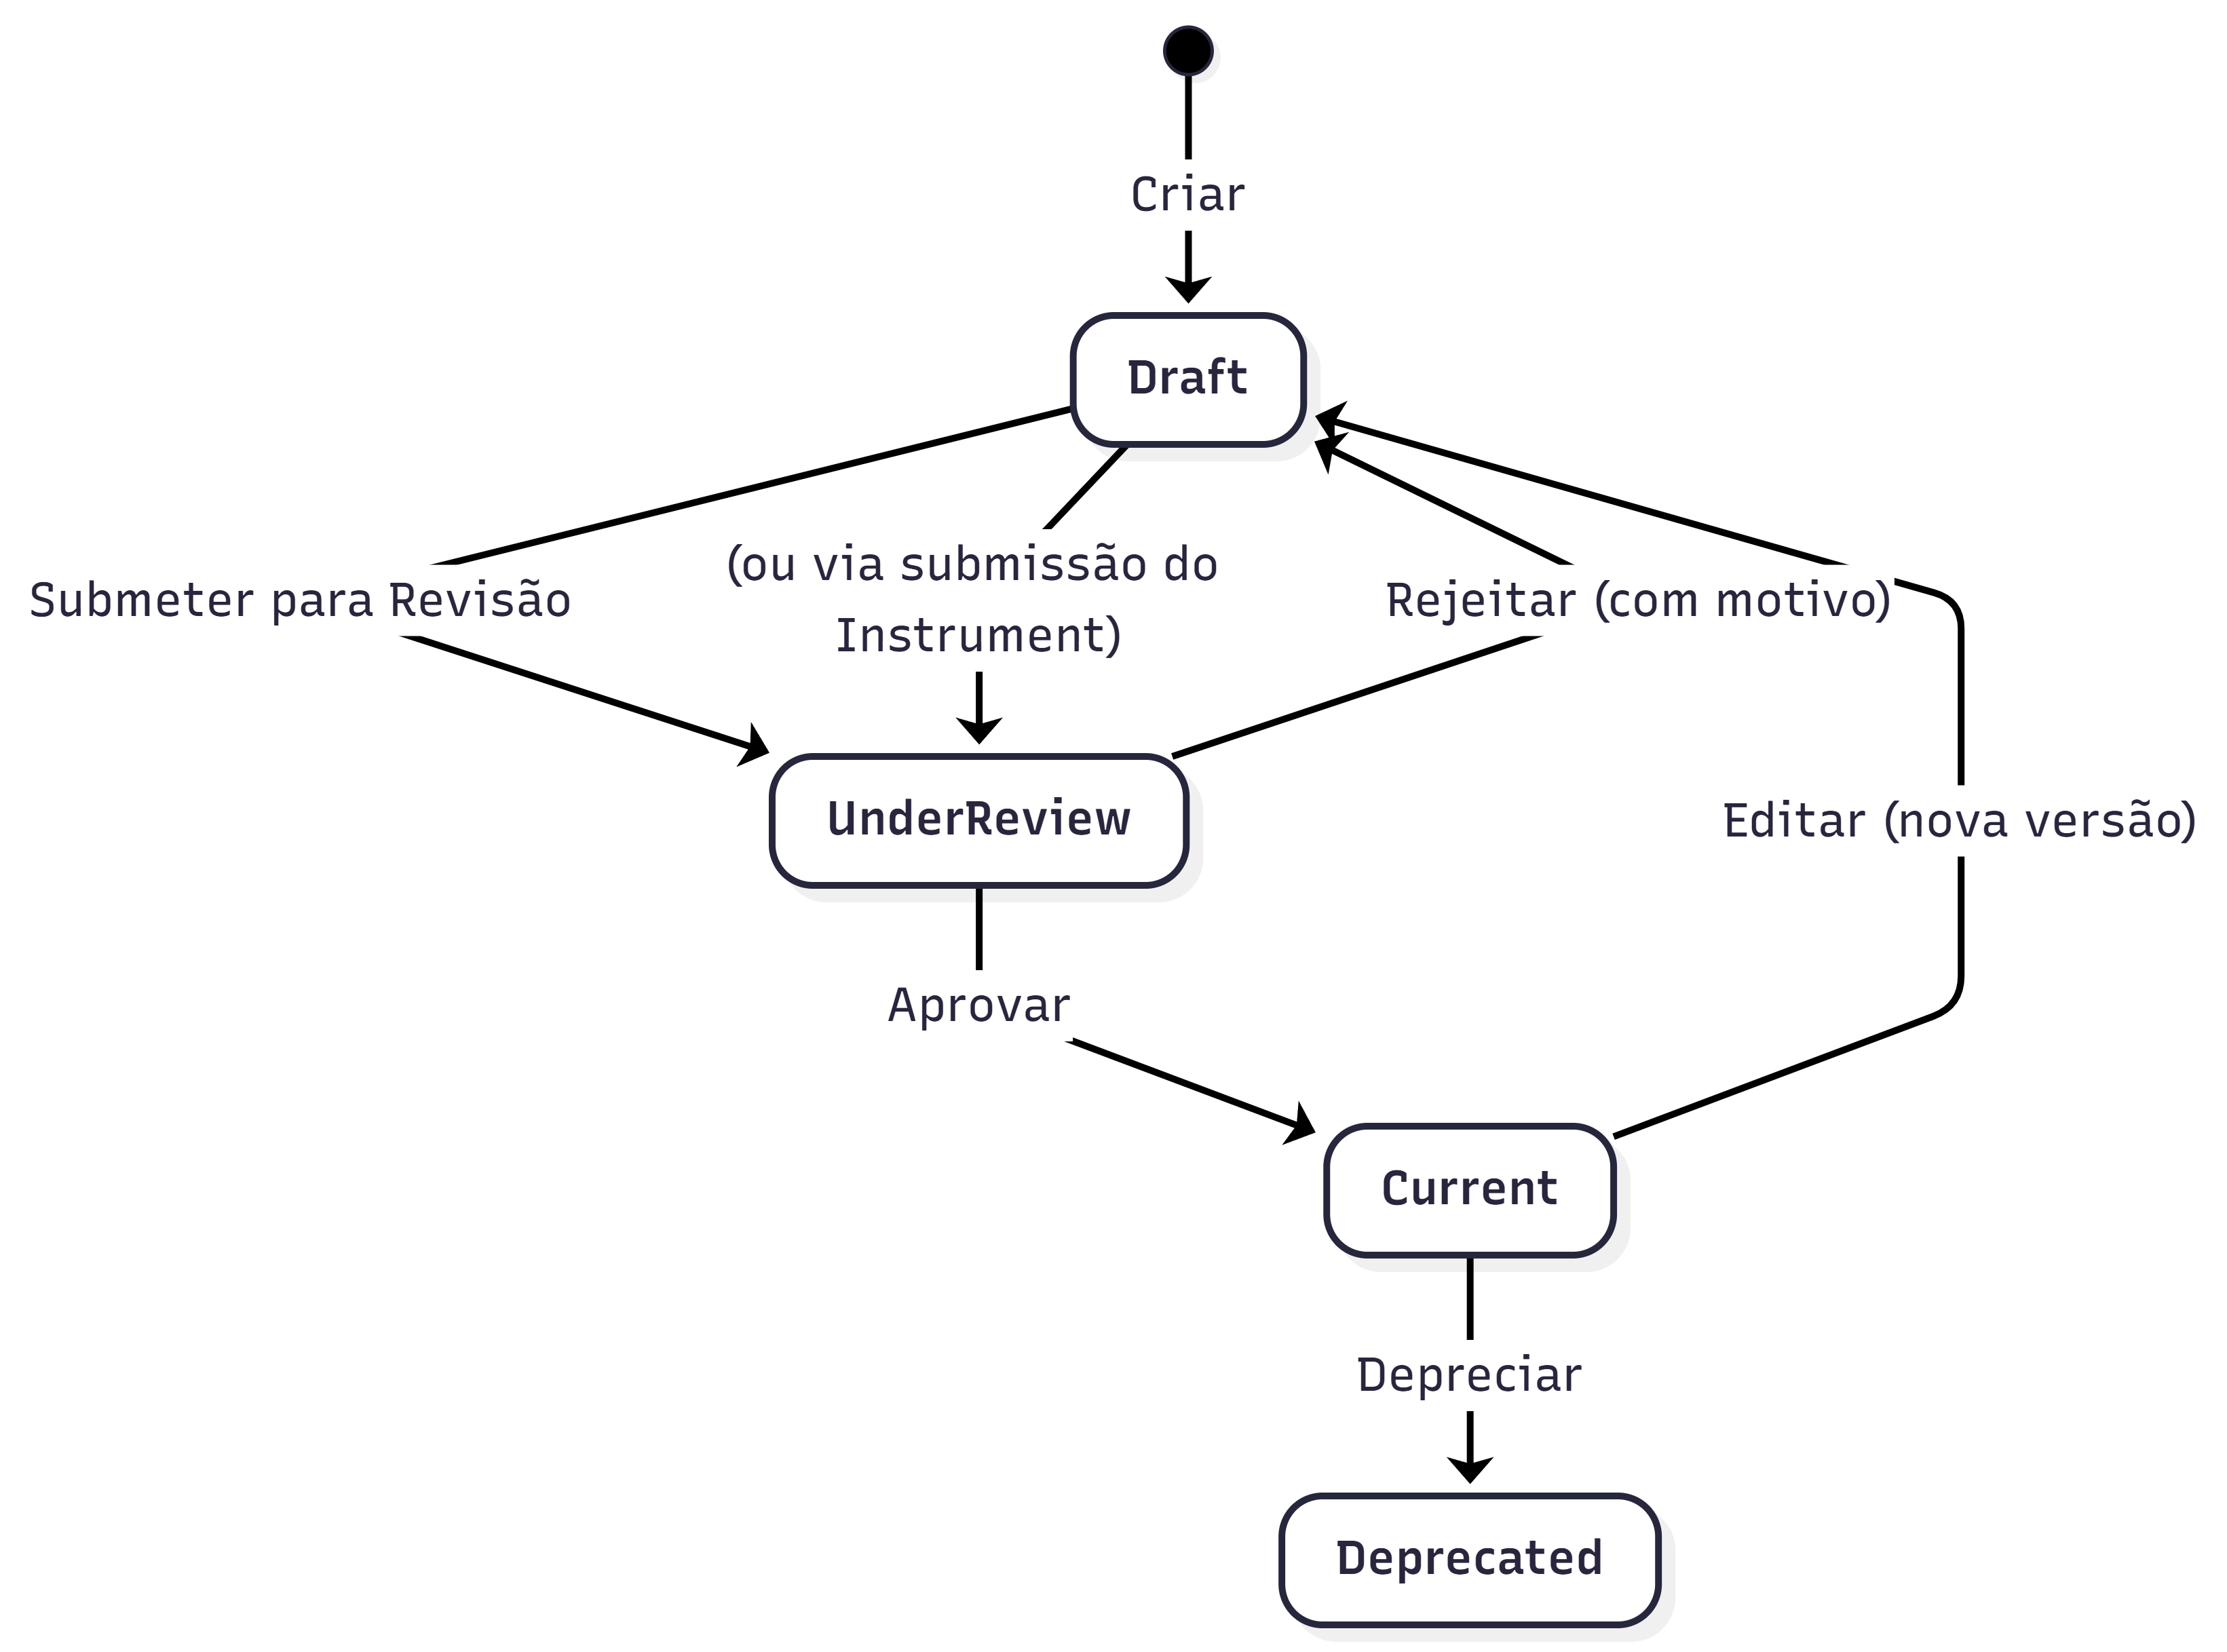 Criar
Draft
(ou via submissão do
Instrument)
Submeter para Revisão
Rejeitar (com motivo)
UnderReview
Editar (nova versão)
Aprovar
Current
Depreciar
Deprecated